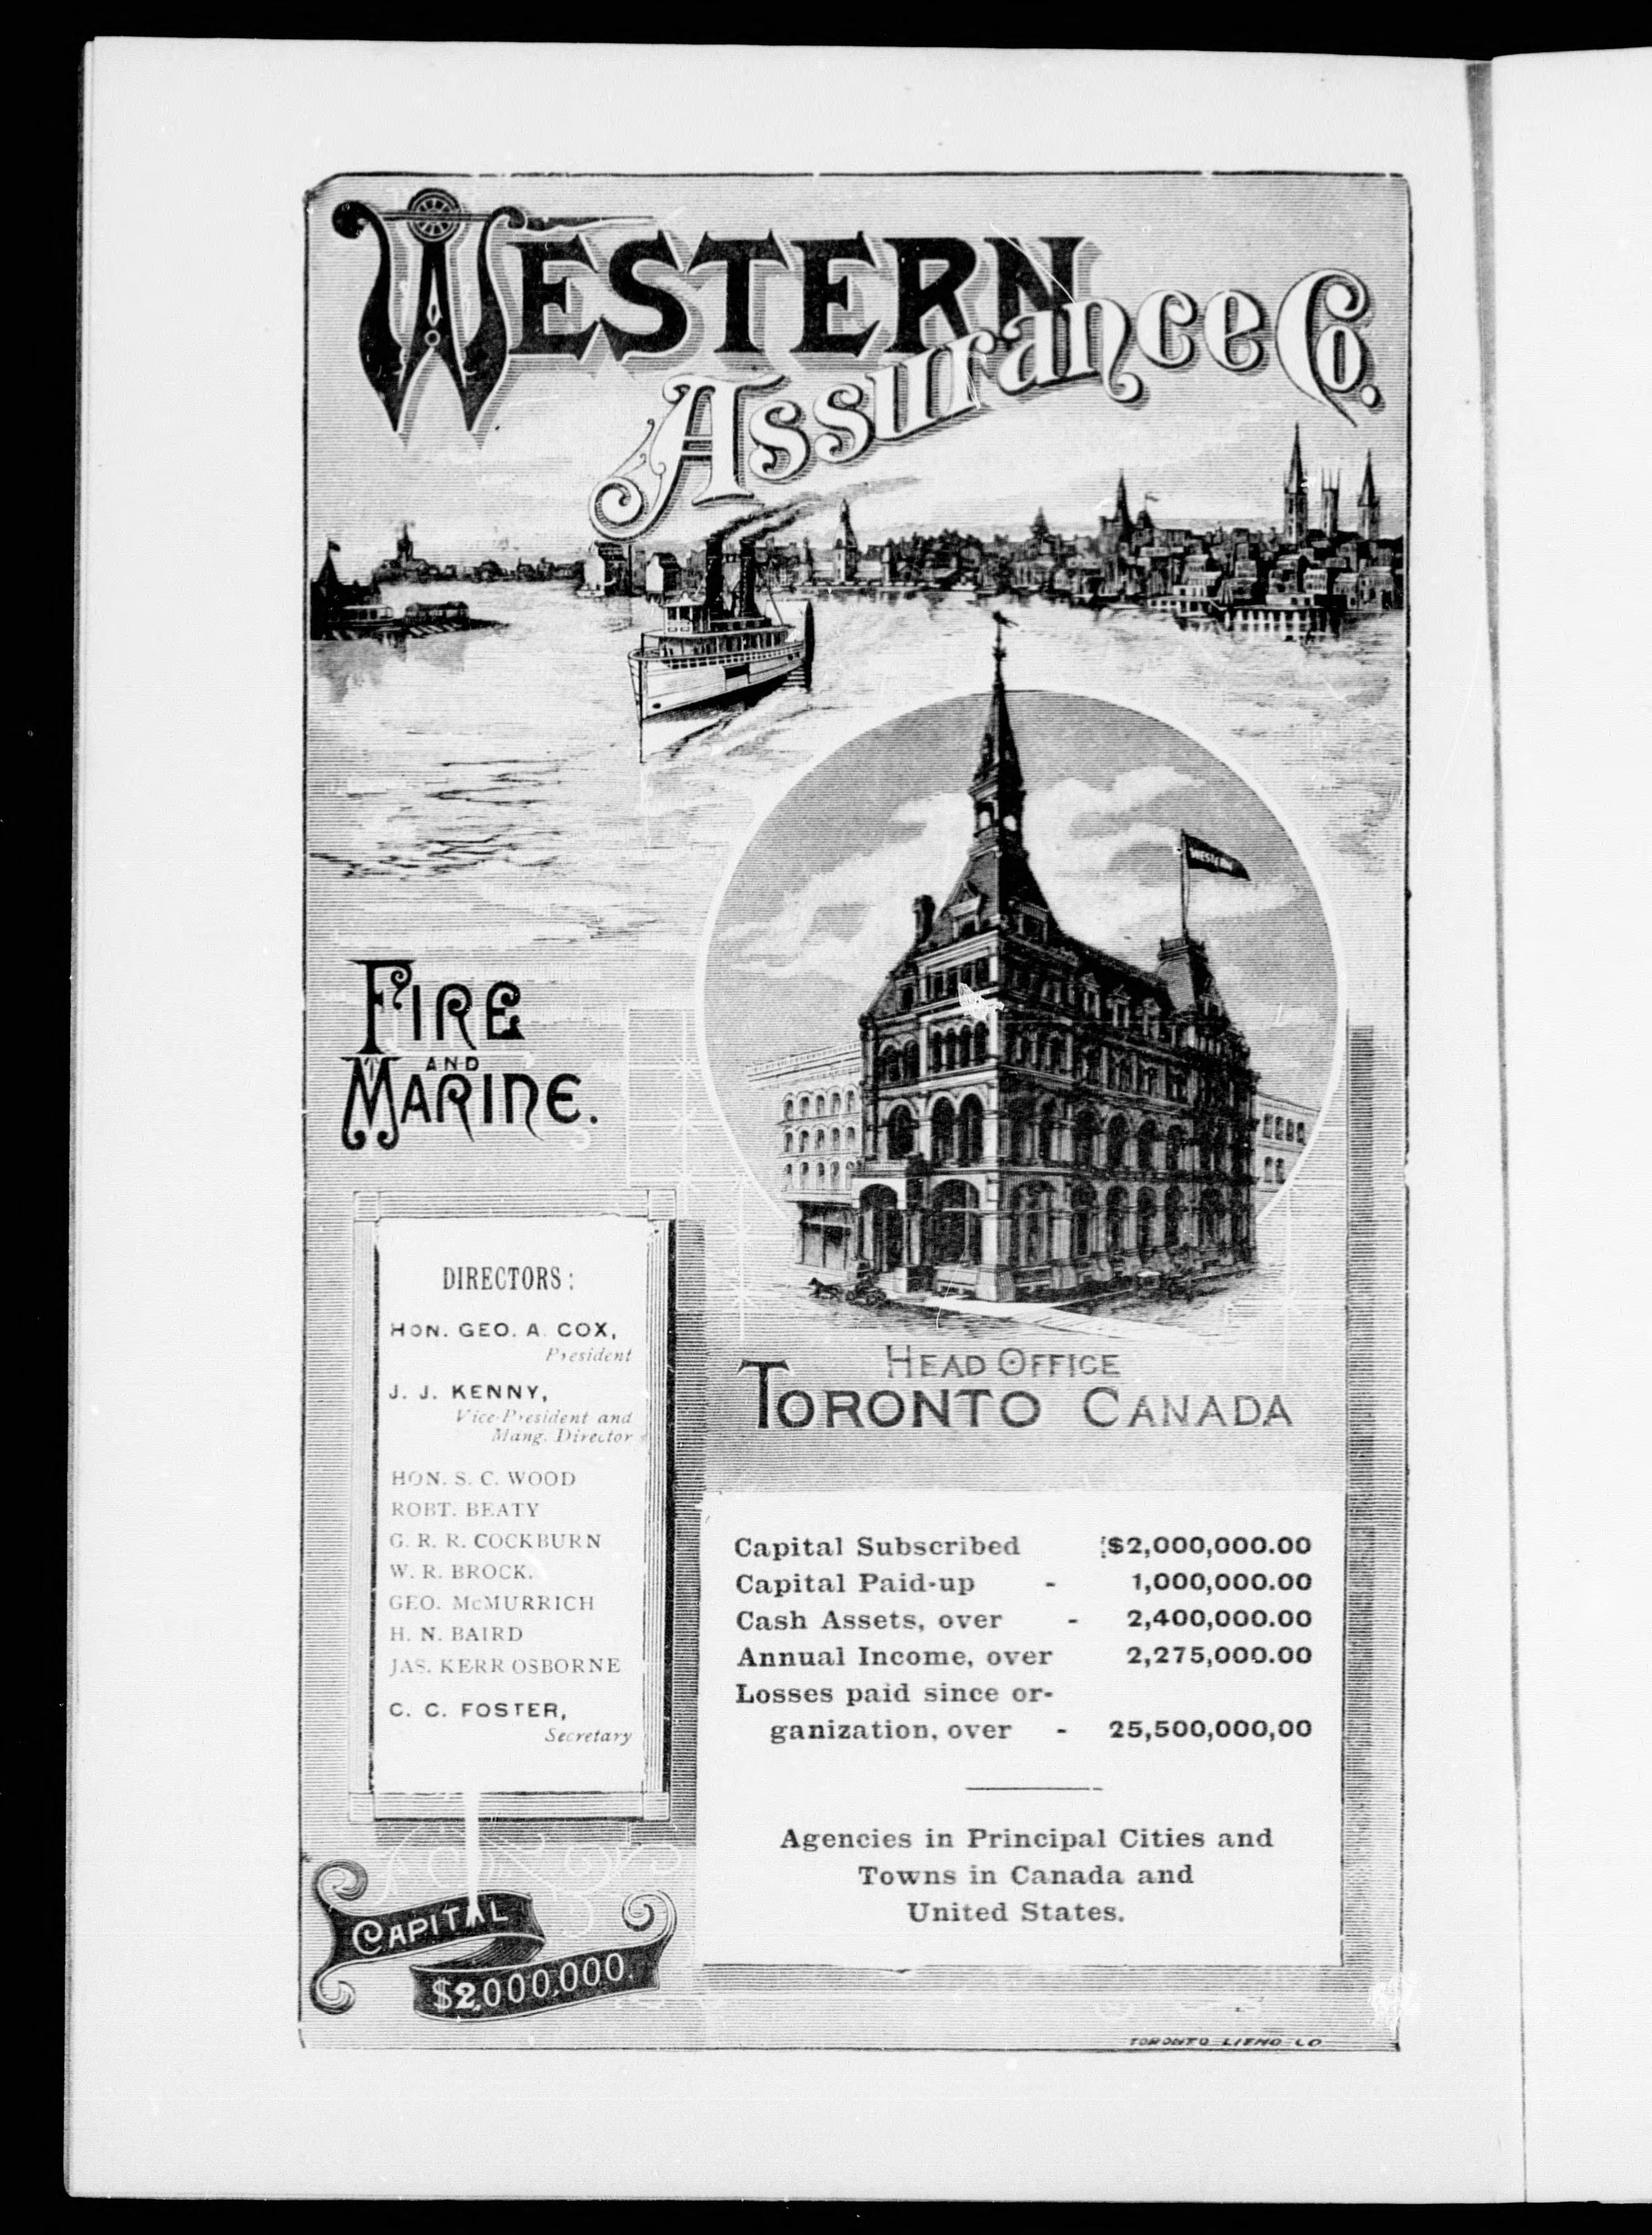 WESTERN
Assurance Co.
WESTERN
FIRE
AND
MARINE.
DIRECTORS:
HON. GEO. A. COX,
President
J. J. KENNY,
Vice-President and
Mang. Director
HON. S. C. WOOD
ROBT. BEATY
G. R. R. COCKBURN
W. R. BROCK.
GEO. McMURRICH
H. N. BAIRD
JAS. KERR OSBORNE
C. C. FOSTER,
Secretary
CAPITAL
$2,000,000.
HEAD OFFICE
TORONTO CANADA
Capital Subscribed $2,000,000.00
Capital Paid-up - 1,000,000.00
Cash Assets, over - 2,400,000.00
Annual Income, over 2,275,000.00
Losses paid since or-
ganization, over - 25,500,000,00
Agencies in Principal Cities and
Towns in Canada and
United States.
TORONTO LITHO CO